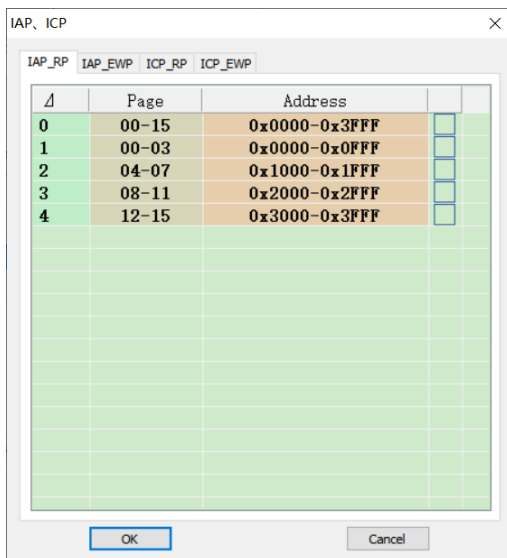 IAP、ICP
IAP_RP IAP_EWP ICP_RP ICP_EWP
Page Address
0 00-15 0x0000-0x3FFF
1 00-03 0x0000-0x0FFF
2 04-07 0x1000-0x1FFF
3 08-11 0x2000-0x2FFF
4 12-15 0x3000-0x3FFF
OK Cancel